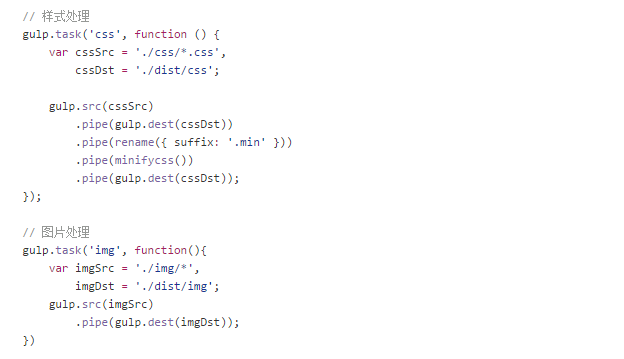 // 样式处理
gulp.task('css', function () {
    var cssSrc = './css/*.css',
        cssDst = './dist/css';

    gulp.src(cssSrc)
        .pipe(gulp.dest(cssDst))
        .pipe(rename({ suffix: '.min' }))
        .pipe(minifycss())
        .pipe(gulp.dest(cssDst));
});

// 图片处理
gulp.task('img', function(){
    var imgSrc = './img/*',
        imgDst = './dist/img';
    gulp.src(imgSrc)
        .pipe(gulp.dest(imgDst));
})